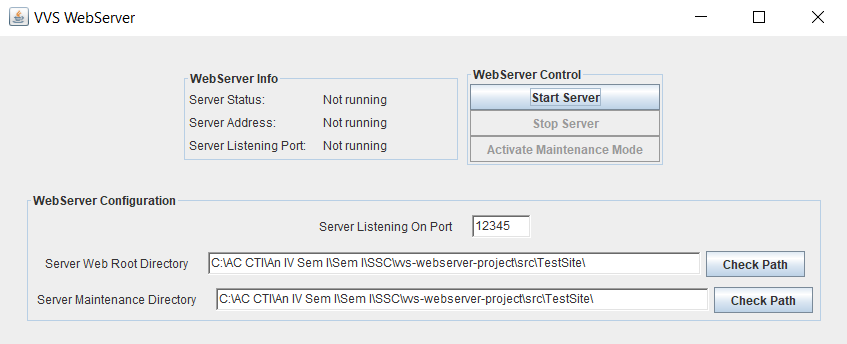 VVS WebServer
WebServer Info
Server Status: Not running
Server Address: Not running
Server Listening Port: Not running
WebServer Control
Start Server
Stop Server
Activate Maintenance Mode
WebServer Configuration
Server Listening On Port 12345
Server Web Root Directory C:\AC CTI\An IV Sem I\Sem I\SSC\vvs-webserver-project\src\TestSite\ Check Path
Server Maintenance Directory C:\AC CTI\An IV Sem I\Sem I\SSC\vvs-webserver-project\src\TestSite\ Check Path